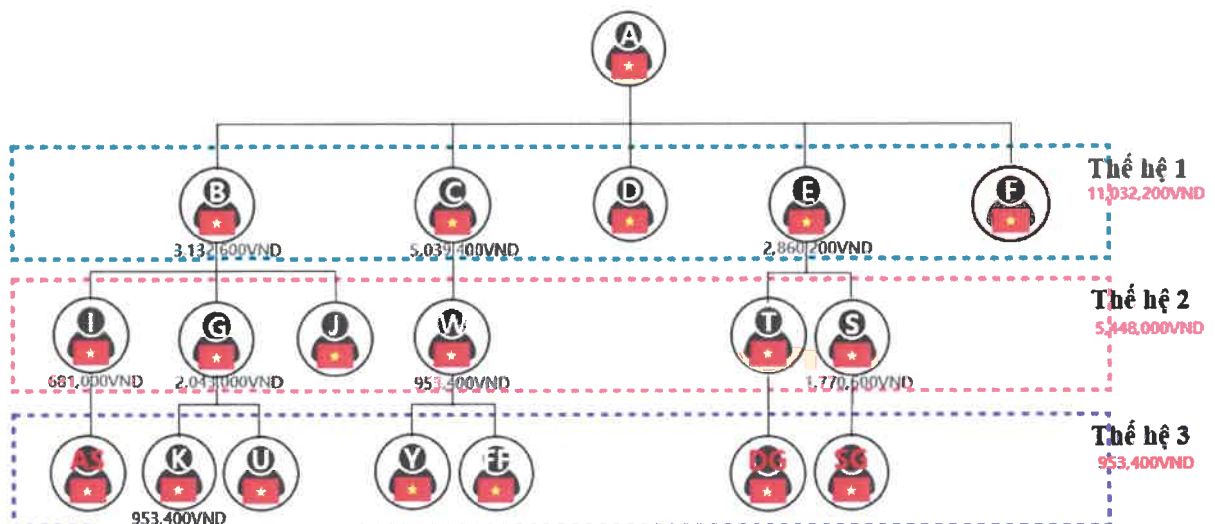 A
B
C
D
E
F
Thế hệ 1
11,032,200VND
3,132,600VND
5,039,400VND
2,860,200VND
I
G
J
W
T
S
Thế hệ 2
5,448,000VND
681,000VND
2,043,000VND
953,400VND
1,770,600VND
AS
K
U
Y
FF
DG
SG
Thế hệ 3
953,400VND
953,400VND